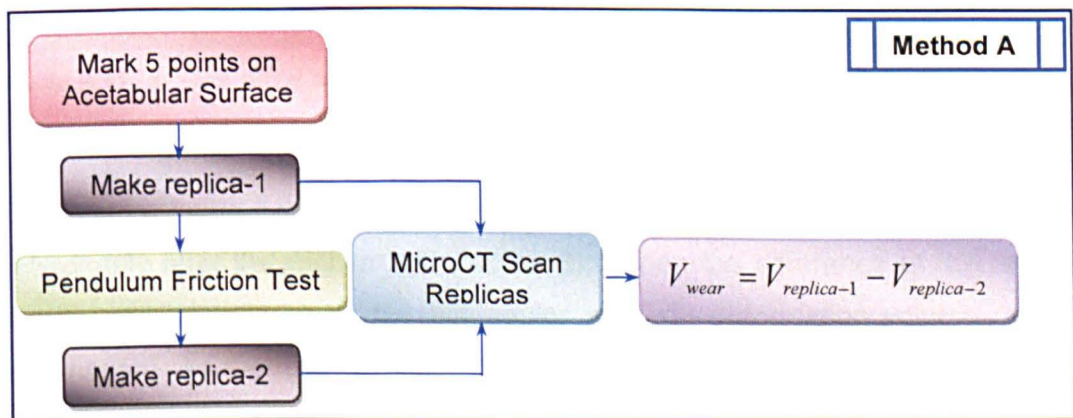 Method A
Mark 5 points on
Acetabular Surface
Make replica-1
Pendulum Friction Test
Make replica-2
MicroCT Scan
Replicas
V_wear = V_replica-1 − V_replica-2